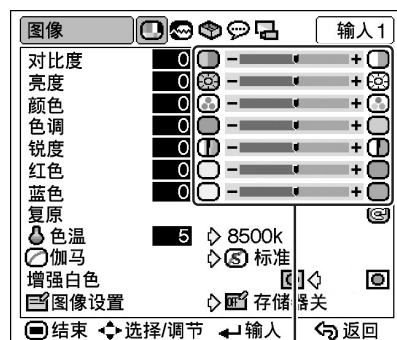 图像 输入1
对比度 0 - +
亮度 0 - +
颜色 0 - +
色调 0 - +
锐度 0 - +
红色 0 - +
蓝色 0 - +
复原
色温 5 8500k
伽马 S 标准
增强白色
图像设置 OFF 存储器关
结束 选择/调节 输入 返回